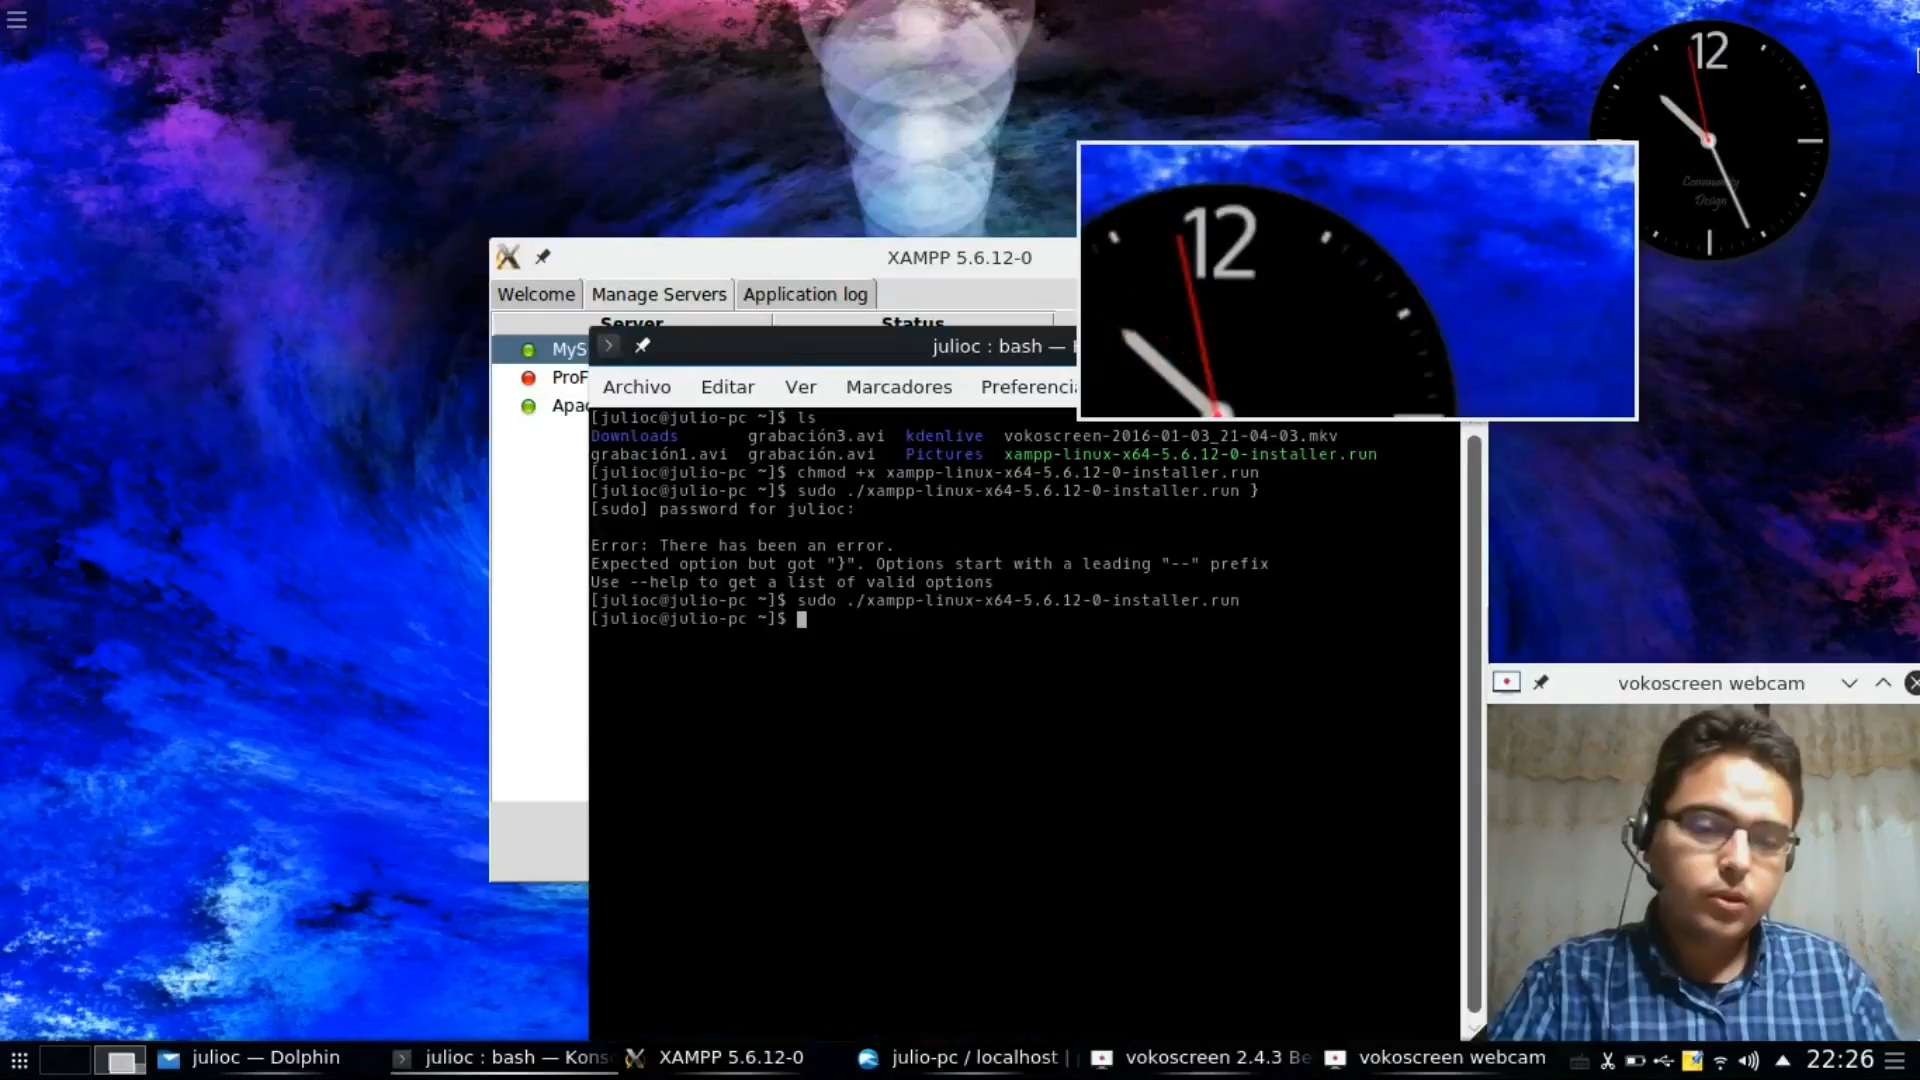 12
Community
Design
12
XAMPP 5.6.12-0
Welcome
Manage Servers
Application log
Server
Status
MyS
ProF
Apa
julioc : bash —
Archivo
Editar
Ver
Marcadores
Preferencia
[julioc@julio-pc ~]$ ls
Downloads grabación3.avi kdenlive vokoscreen-2016-01-03_21-04-03.mkv
grabación1.avi grabación.avi Pictures xampp-linux-x64-5.6.12-0-installer.run
[julioc@julio-pc ~]$ chmod +x xampp-linux-x64-5.6.12-0-installer.run
[julioc@julio-pc ~]$ sudo ./xampp-linux-x64-5.6.12-0-installer.run }
[sudo] password for julioc:
Error: There has been an error.
Expected option but got "}". Options start with a leading "--" prefix
Use --help to get a list of valid options
[julioc@julio-pc ~]$ sudo ./xampp-linux-x64-5.6.12-0-installer.run
[julioc@julio-pc ~]$
vokoscreen webcam
julioc — Dolphin
julioc : bash — Kons
XAMPP 5.6.12-0
julio-pc / localhost |
vokoscreen 2.4.3 Be
vokoscreen webcam
22:26